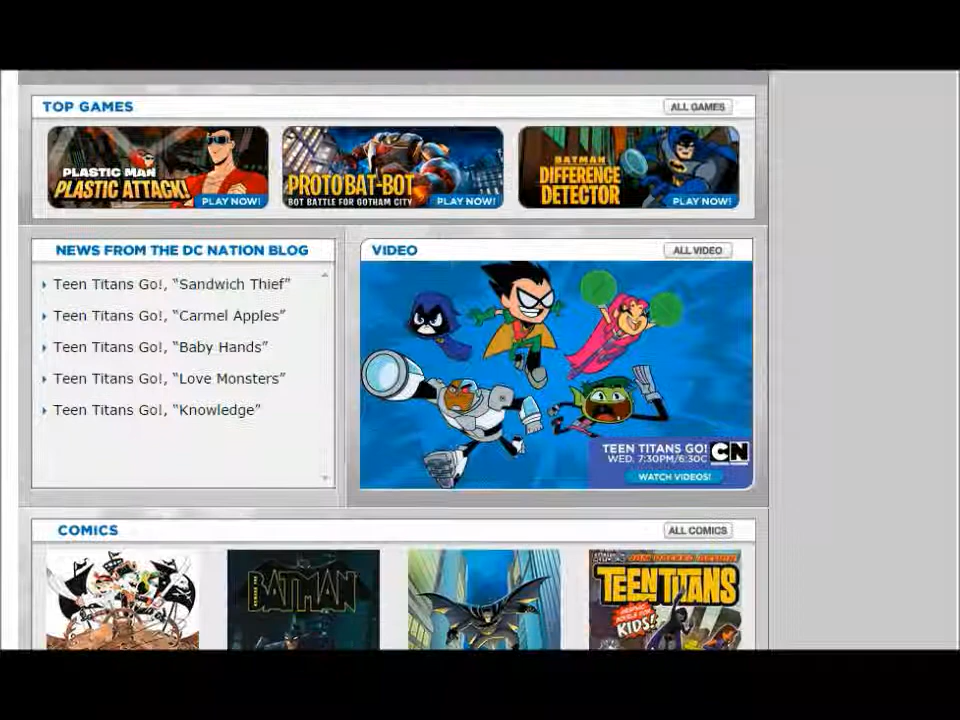 TOP GAMES
ALL GAMES
PLASTIC MAN
PLASTIC ATTACK!
PLAY NOW!
PROTO BAT-BOT
BOT BATTLE FOR GOTHAM CITY
PLAY NOW!
BATMAN
DIFFERENCE
DETECTOR
PLAY NOW!
NEWS FROM THE DC NATION BLOG
Teen Titans Go!, “Sandwich Thief”
Teen Titans Go!, “Carmel Apples”
Teen Titans Go!, “Baby Hands”
Teen Titans Go!, “Love Monsters”
Teen Titans Go!, “Knowledge”
VIDEO
ALL VIDEO
TEEN TITANS GO!
WED. 7:30PM/6:30C
CN
WATCH VIDEOS!
COMICS
ALL COMICS
BATMAN
TEEN TITANS
KIDS!